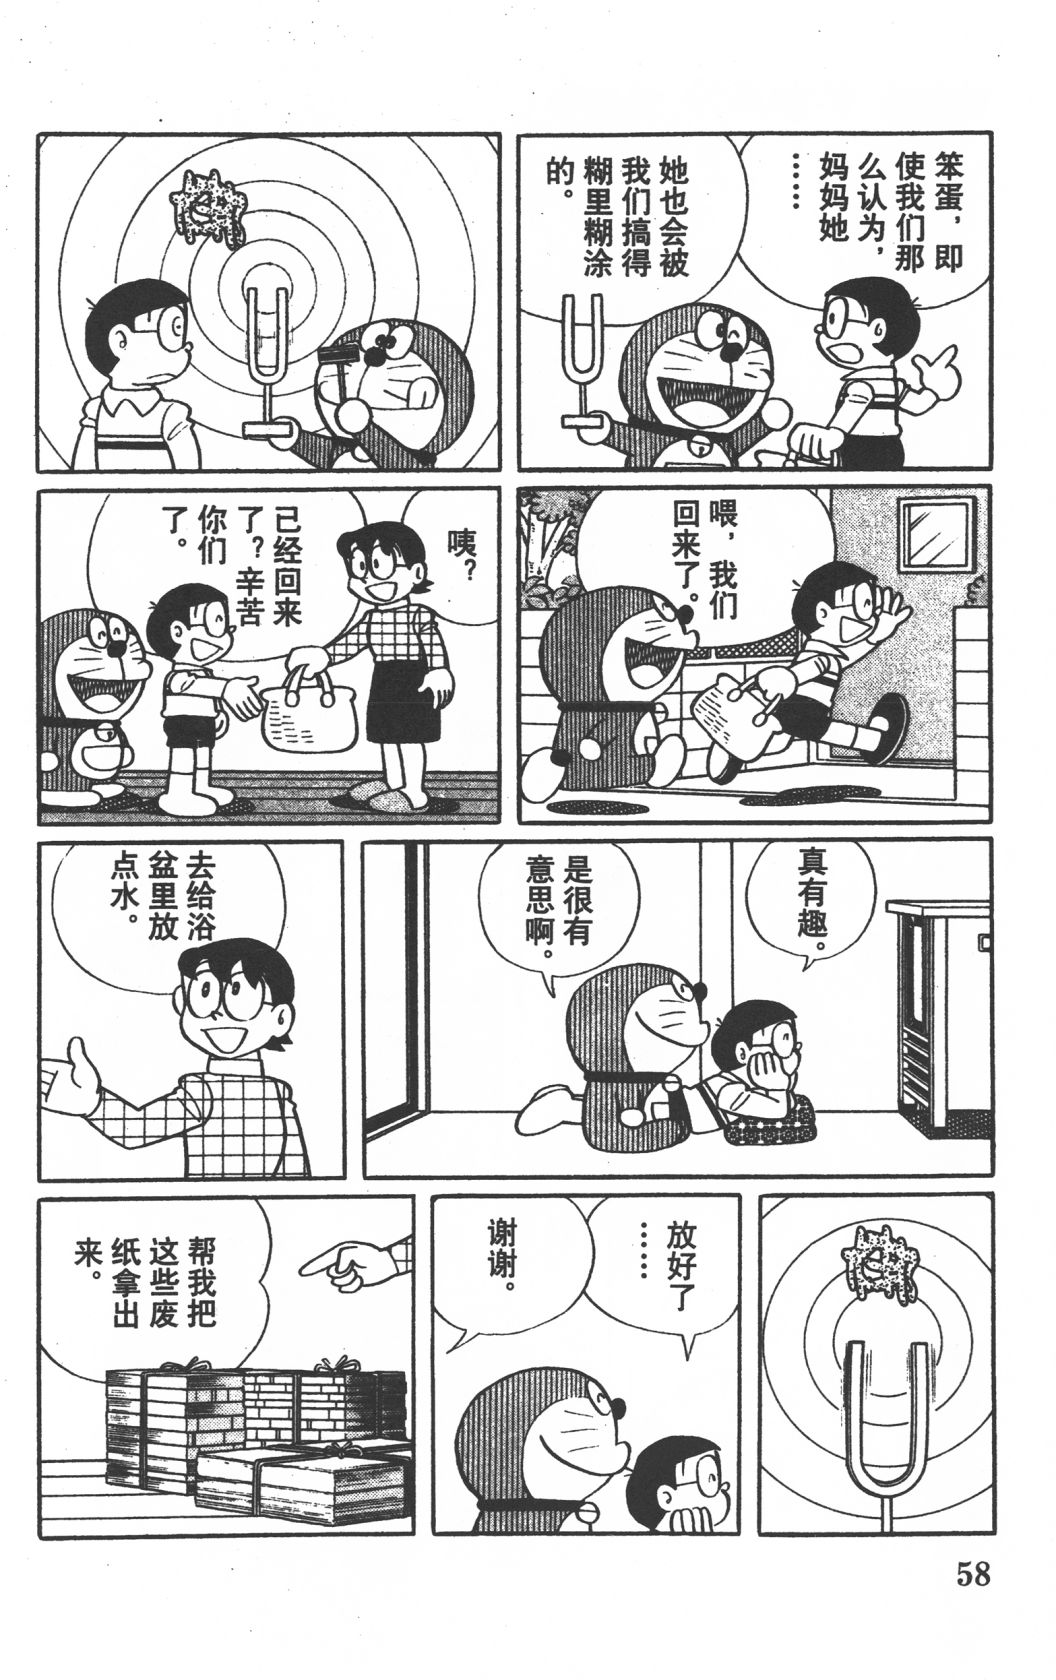 笨蛋，即
使我们那
么认为，
妈妈她
……
她也会被
我们搞得
糊里糊涂
的。
喂，我们
回来了。
咦？
已经回来
了？辛苦
你们
了。
真有趣。
是很有
意思啊。
去给浴
盆里放
点水。
放好了
……
谢谢。
帮我把
这些废
纸拿出
来。
58